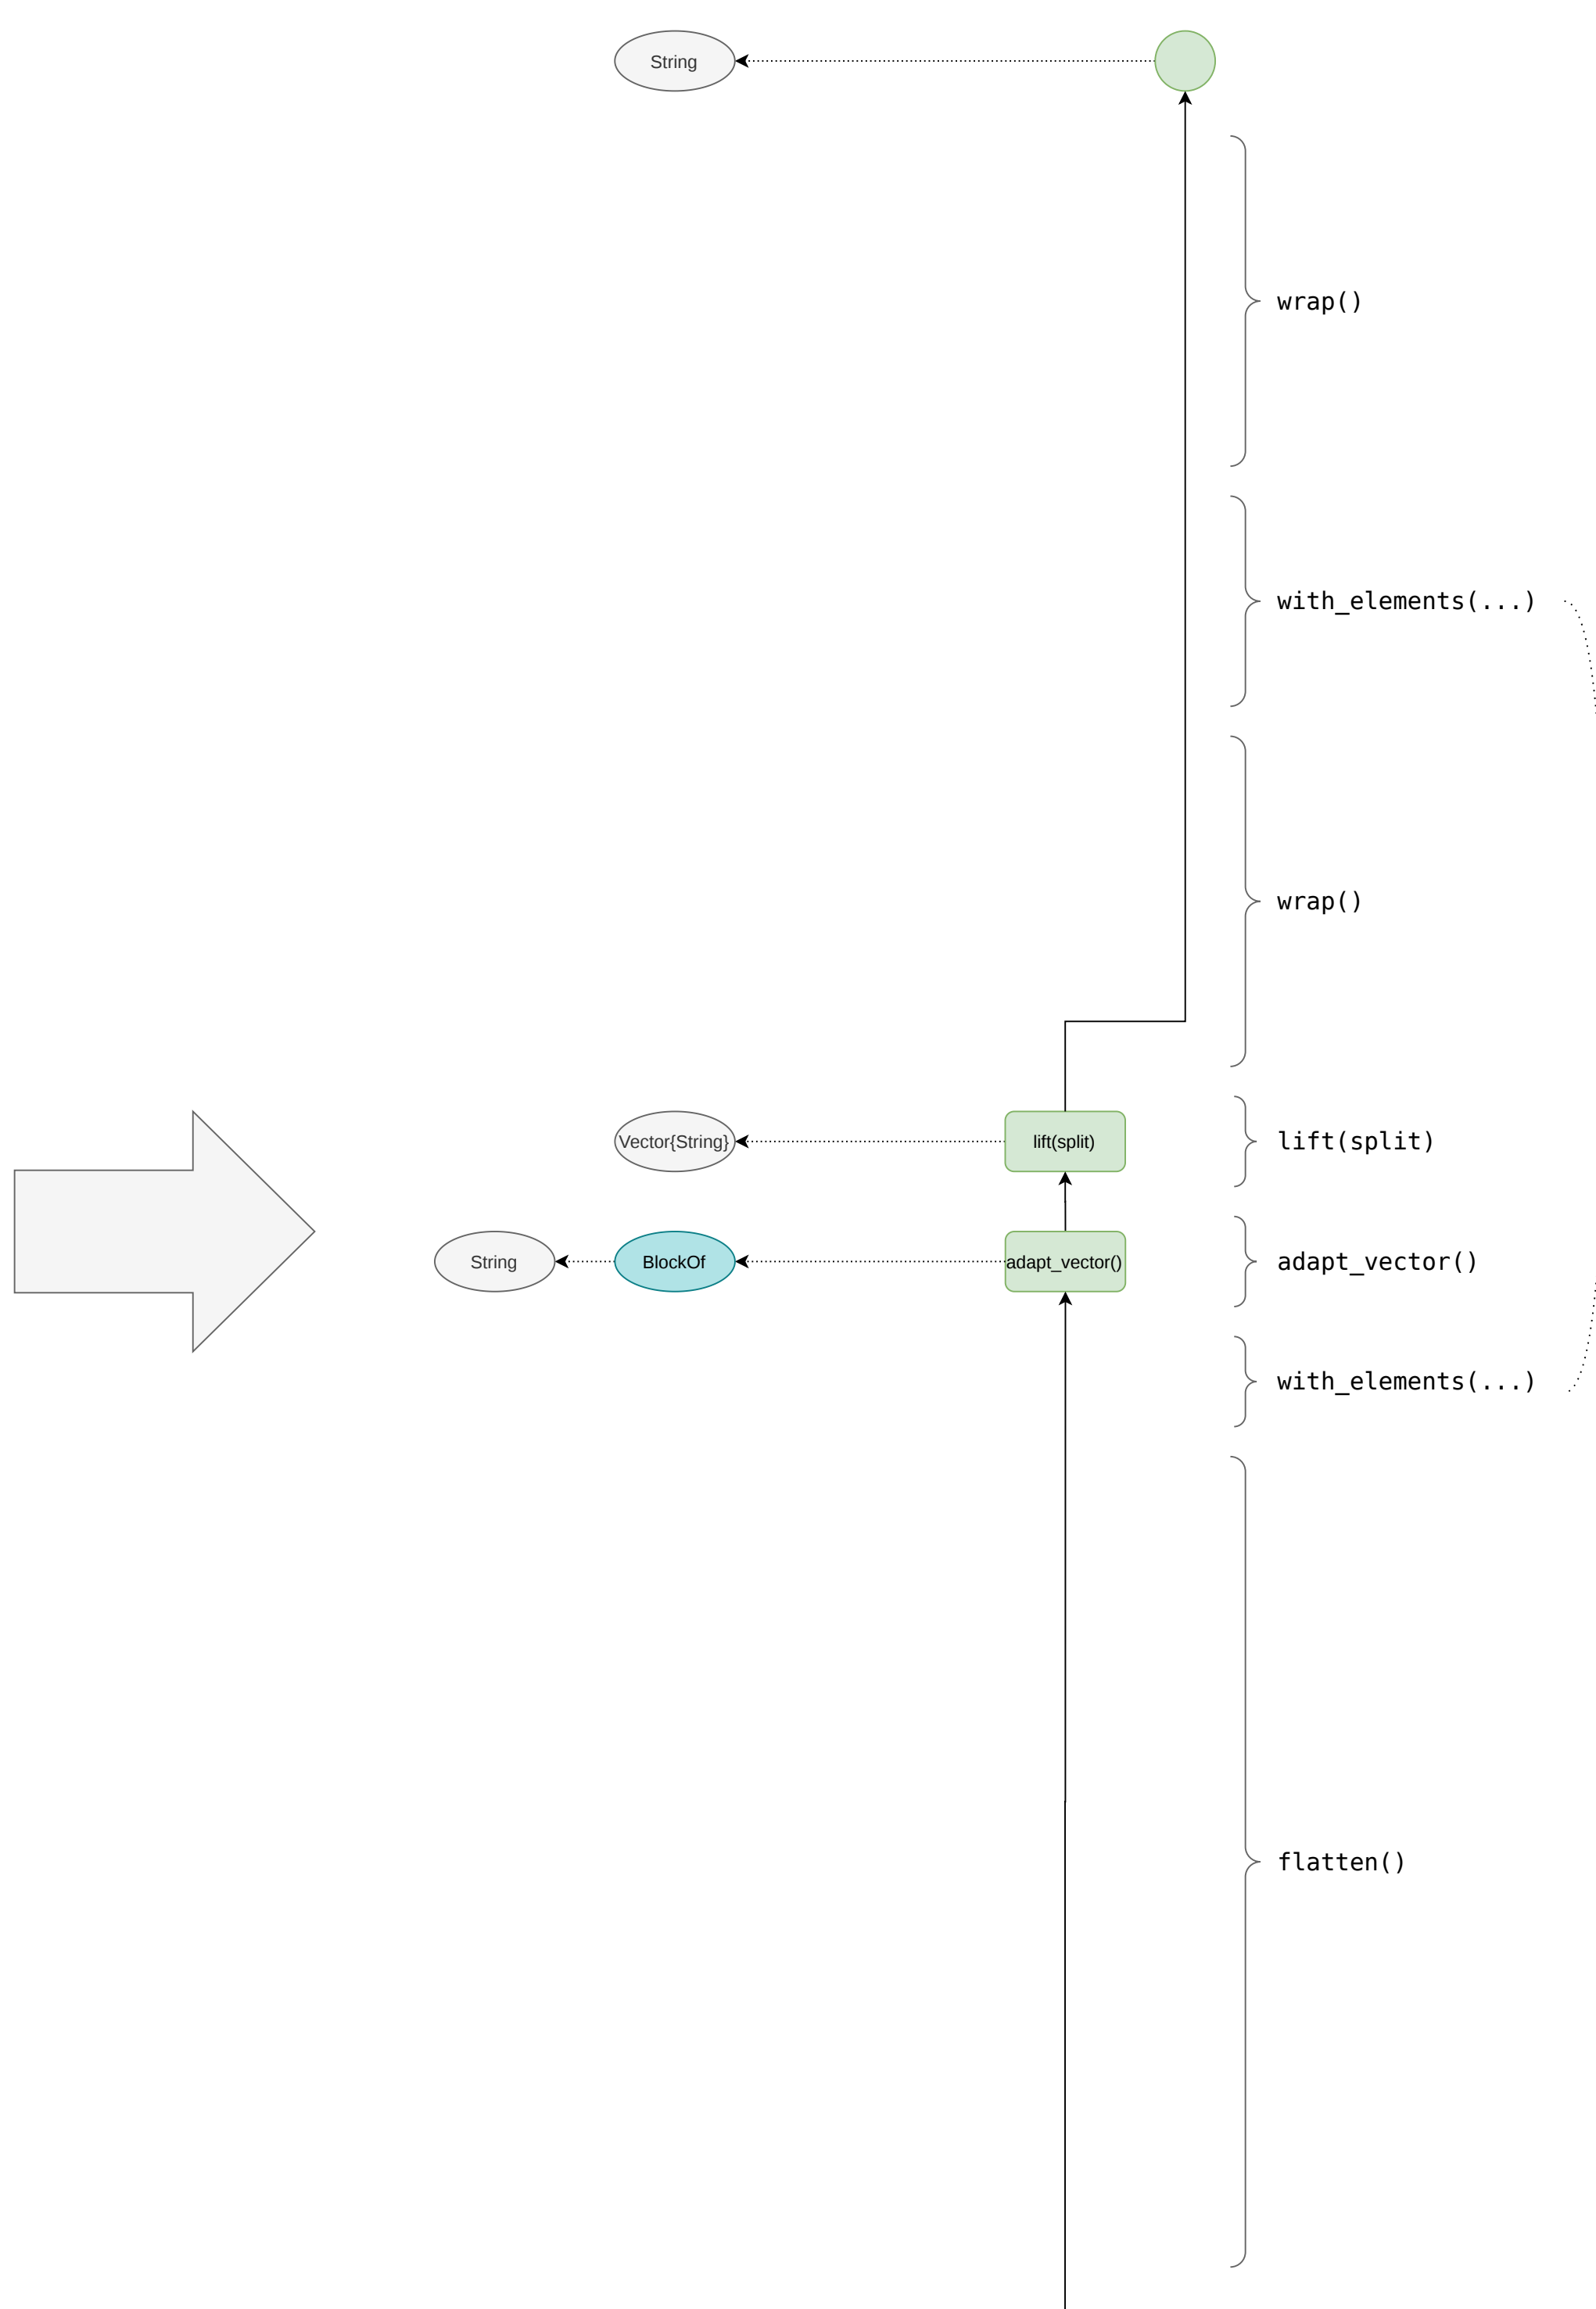 String
wrap()
with_elements(...)
wrap()
Vector{String}
lift(split)
lift(split)
String
BlockOf
adapt_vector()
adapt_vector()
with_elements(...)
flatten()